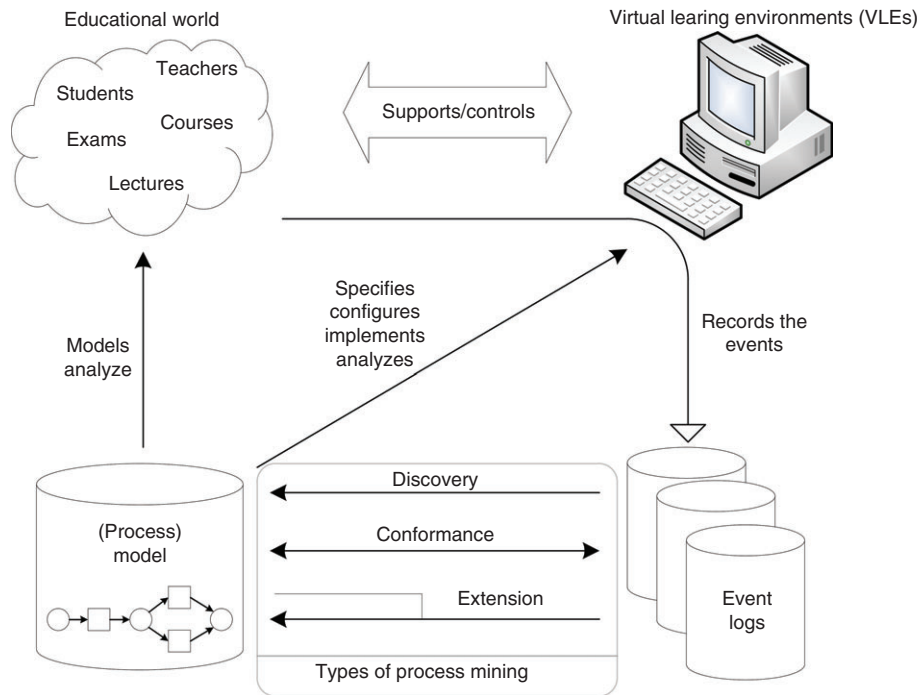 Educational world
Virtual learing environments (VLEs)
Teachers
Students
Courses
Exams
Lectures
Supports/controls
Specifies
configures
implements
analyzes
Records the
events
Models
analyze
Discovery
(Process)
model
Conformance
Extension
Event
logs
Types of process mining